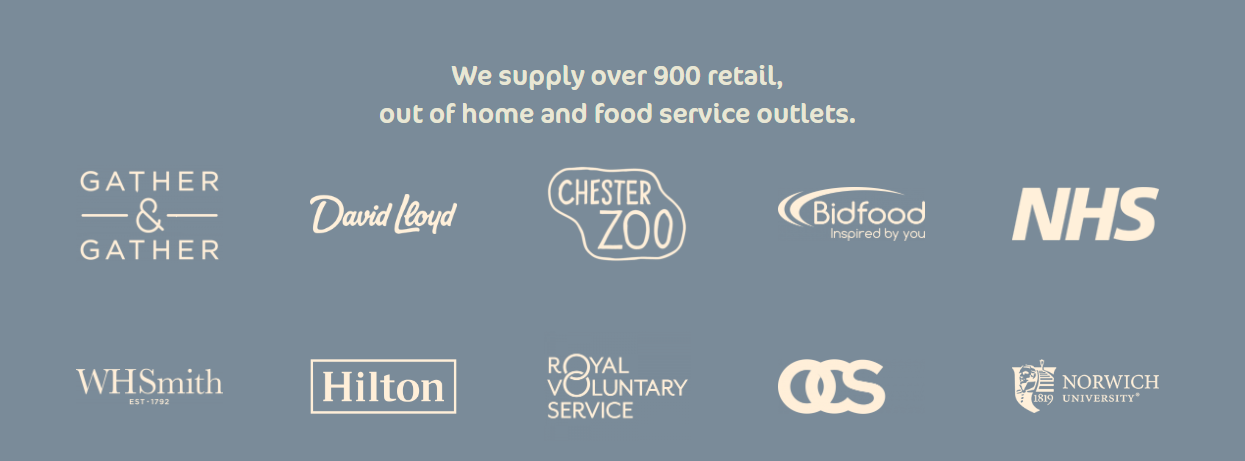 We supply over 900 retail,
out of home and food service outlets.
GATHER
&
GATHER
David Lloyd
CHESTER
ZOO
Bidfood
Inspired by you
NHS
WHSmith
EST - 1792
Hilton
ROYAL
VOLUNTARY
SERVICE
OCS
1819
NORWICH
UNIVERSITY®